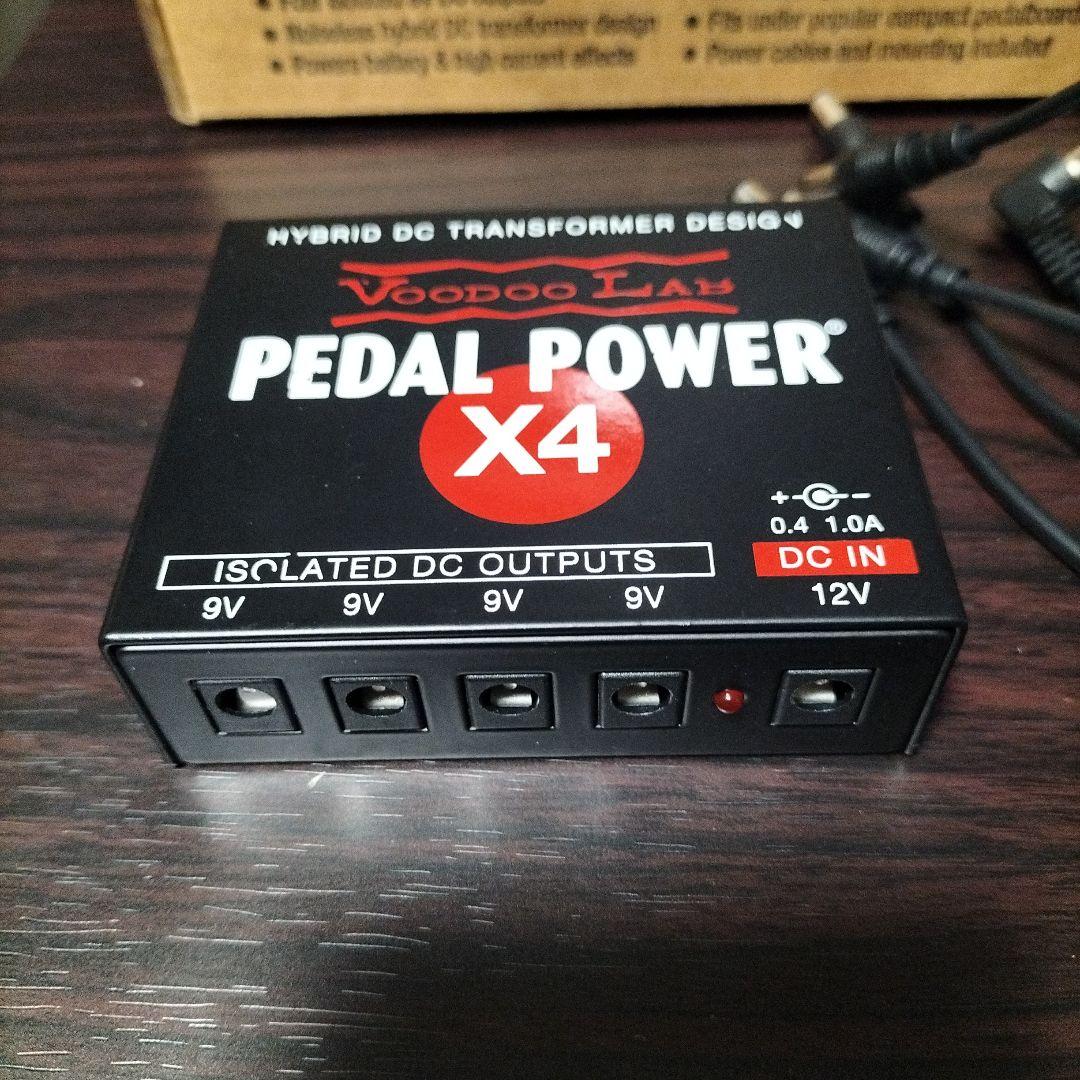 • Noiseless hybrid DC transformer design
• Powers battery & high current effects
• Fits under popular compact pedalboards
• Power cables and mounting included
HYBRID DC TRANSFORMER DESIGN
VOODOO LAB
PEDAL POWER®
X4
+ -
0.4 1.0A
ISOLATED DC OUTPUTS
DC IN
9V 9V 9V 9V 12V